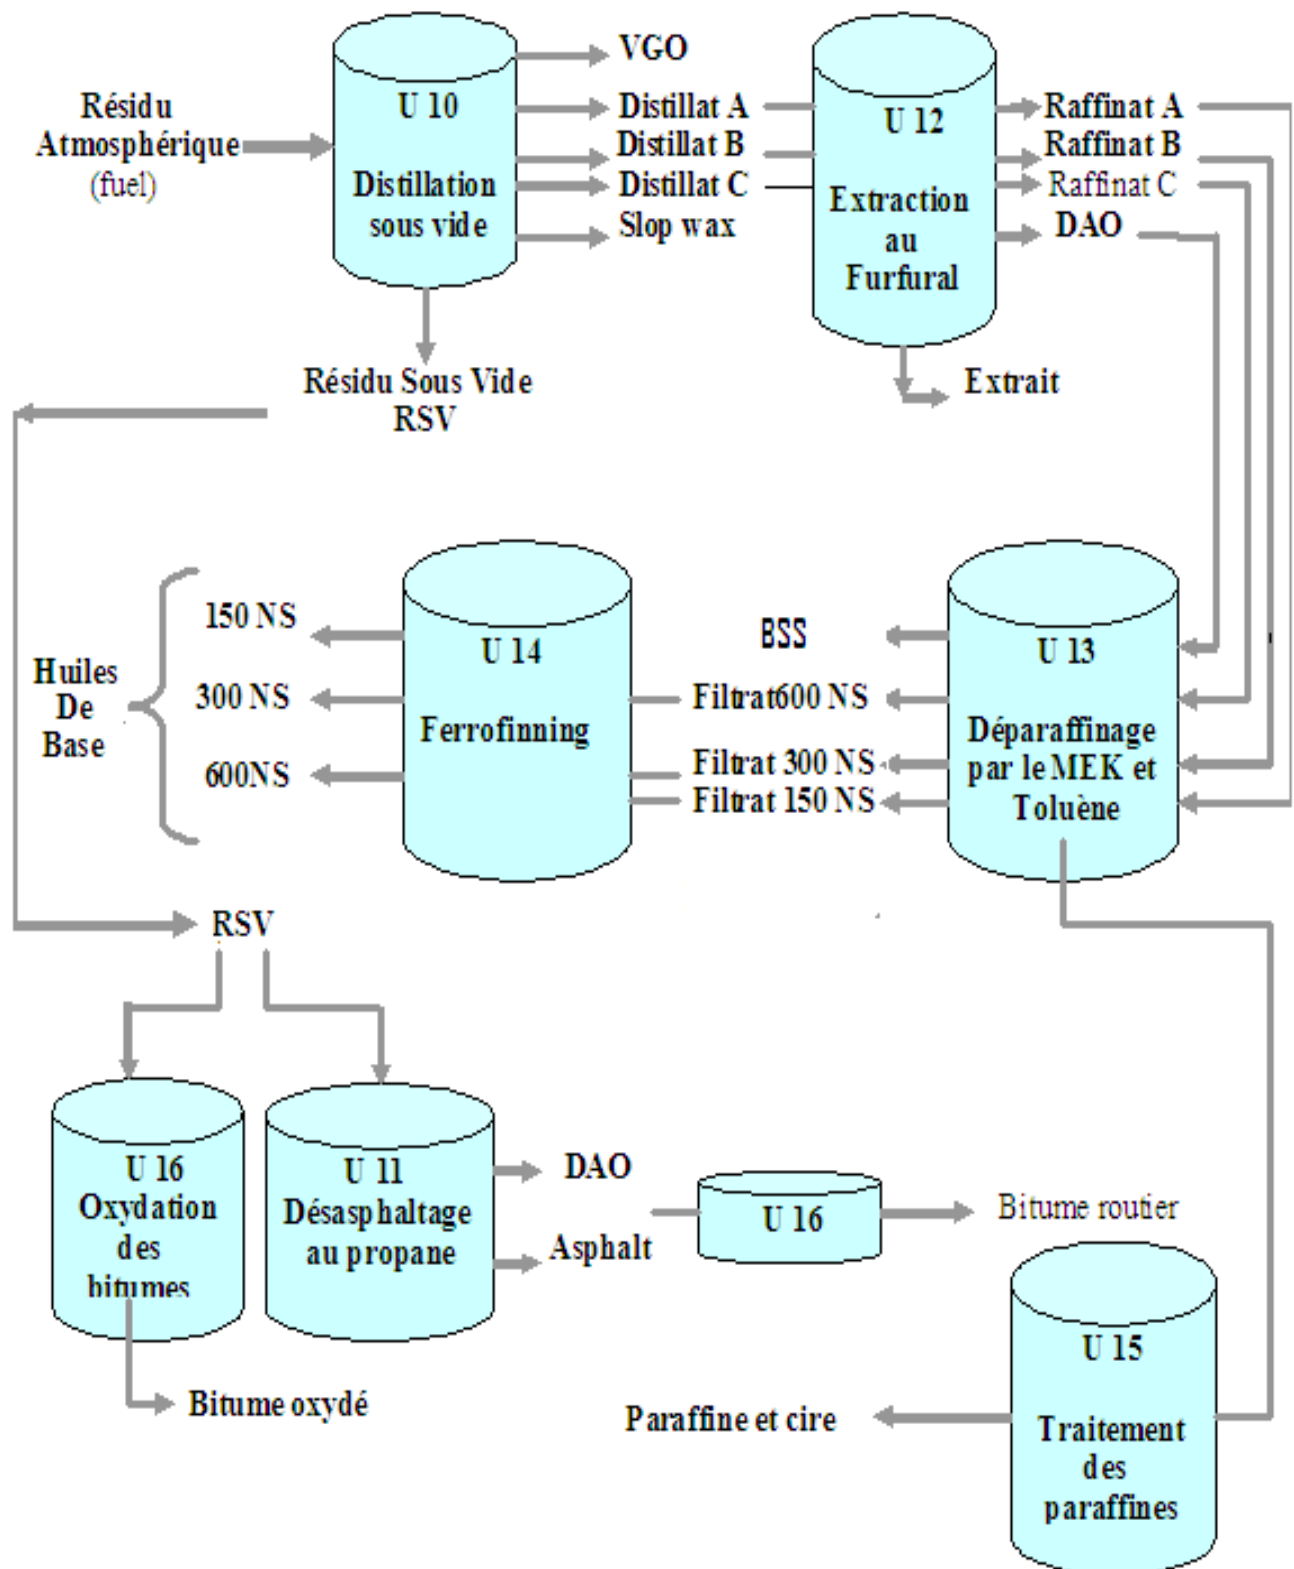 Résidu
Atmosphérique
(fuel)
U 10
Distillation
sous vide
VGO
Distillat A
Distillat B
Distillat C
Slop wax
U 12
Extraction
au
Furfural
Raffinat A
Raffinat B
Raffinat C
DAO
Résidu Sous Vide
RSV
Extrait
Huiles
De
Base
150 NS
300 NS
600NS
U 14
Ferrofinning
BSS
Filtrat600 NS
Filtrat 300 NS
Filtrat 150 NS
U 13
Déparaffinage
par le MEK et
Toluène
RSV
U 16
Oxydation
des
bitumes
U 11
Désasphaltage
au propane
DAO
Asphalt
U 16
Bitume routier
Bitume oxydé
Paraffine et cire
U 15
Traitement
des
paraffines